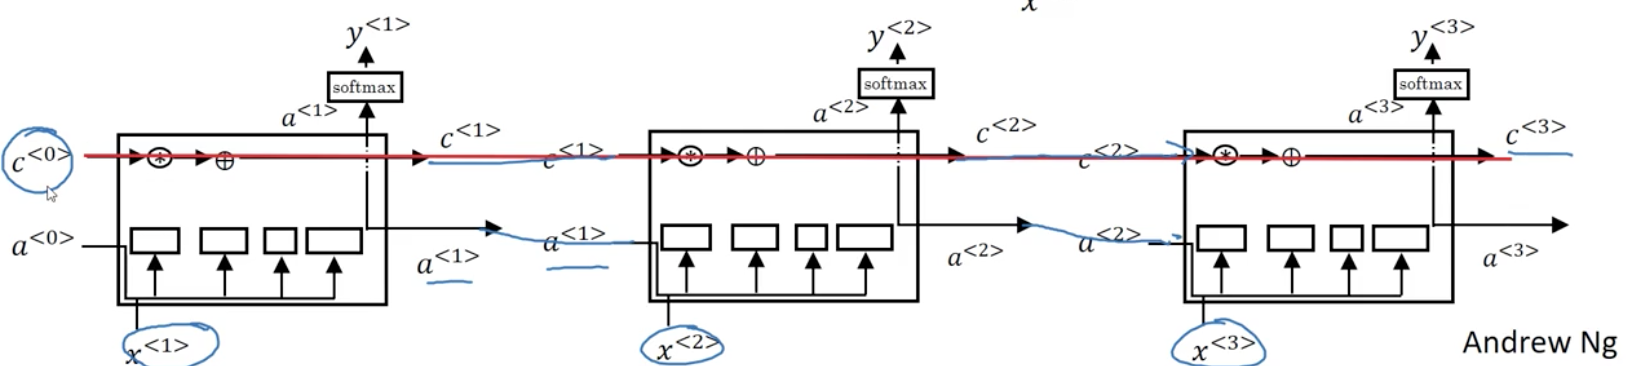 x
y<1> y<2> y<3>
softmax softmax softmax
a<1> a<2> a<3>
c<0> c<1> c<1> c<2> c<2> c<3>
a<0> a<1> a<1> a<2> a<2> a<3>
x<1> x<2> x<3>
Andrew Ng